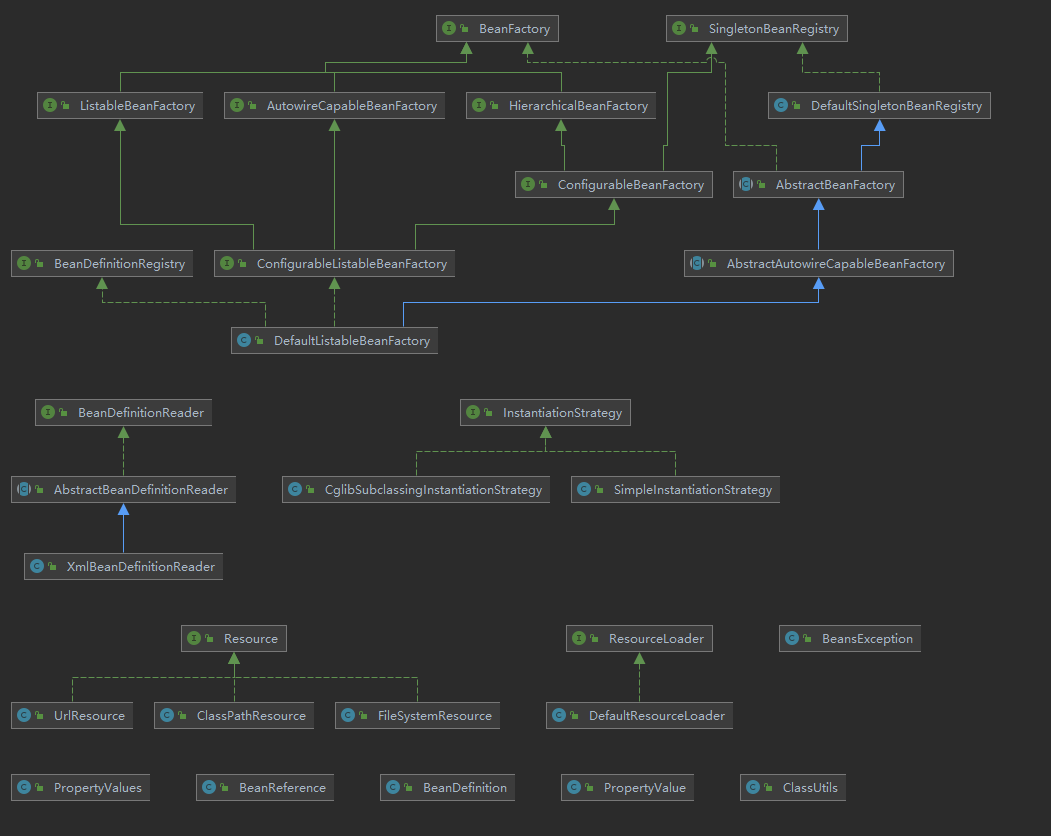 BeanFactory
SingletonBeanRegistry
ListableBeanFactory
AutowireCapableBeanFactory
HierarchicalBeanFactory
DefaultSingletonBeanRegistry
ConfigurableBeanFactory
AbstractBeanFactory
BeanDefinitionRegistry
ConfigurableListableBeanFactory
AbstractAutowireCapableBeanFactory
DefaultListableBeanFactory
BeanDefinitionReader
InstantiationStrategy
AbstractBeanDefinitionReader
CglibSubclassingInstantiationStrategy
SimpleInstantiationStrategy
XmlBeanDefinitionReader
Resource
ResourceLoader
BeansException
UrlResource
ClassPathResource
FileSystemResource
DefaultResourceLoader
PropertyValues
BeanReference
BeanDefinition
PropertyValue
ClassUtils